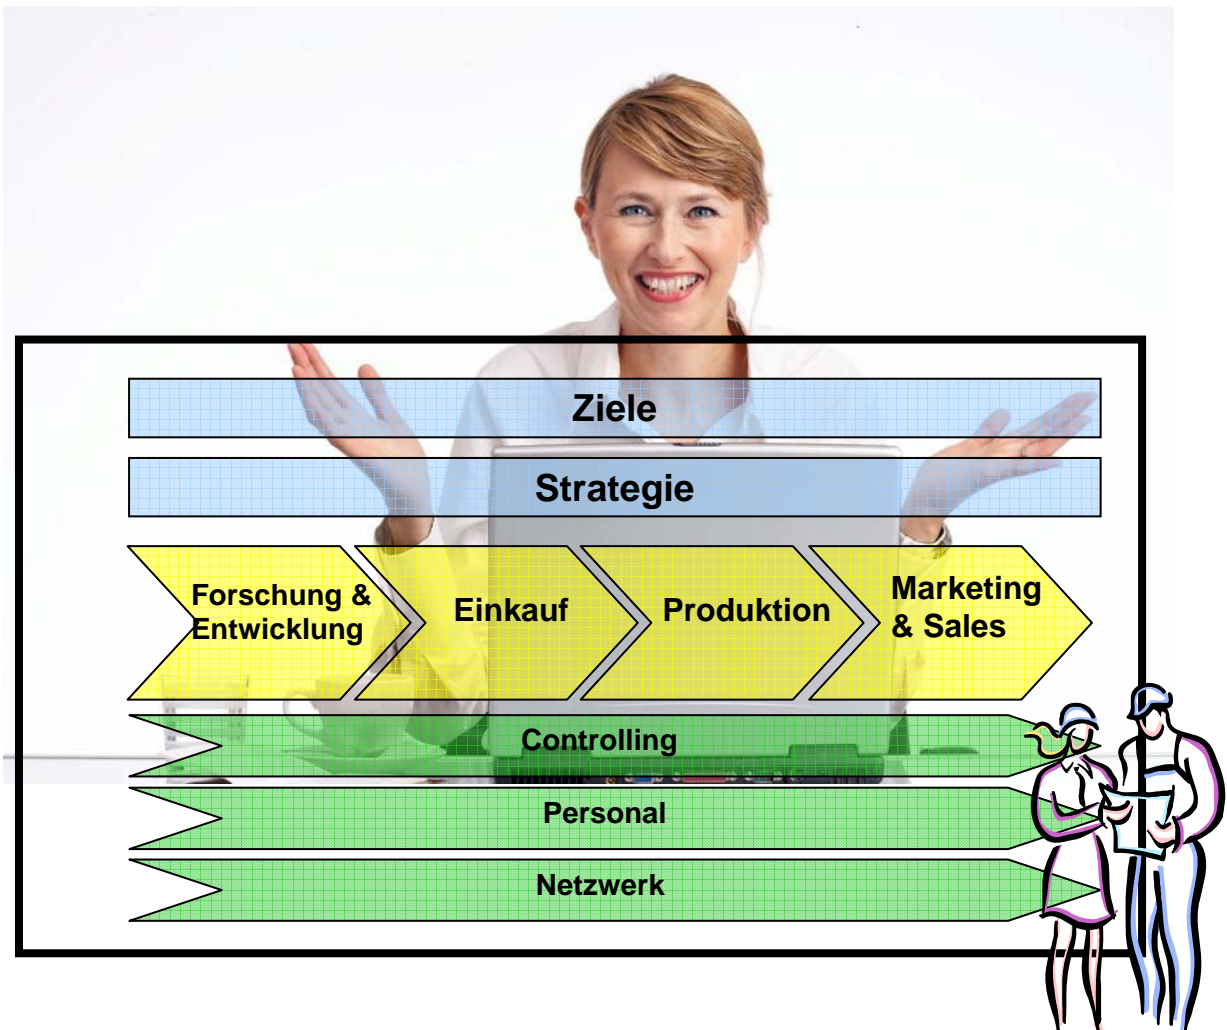 Ziele
Strategie
Forschung &
Entwicklung
Einkauf
Produktion
Marketing
& Sales
Controlling
Personal
Netzwerk